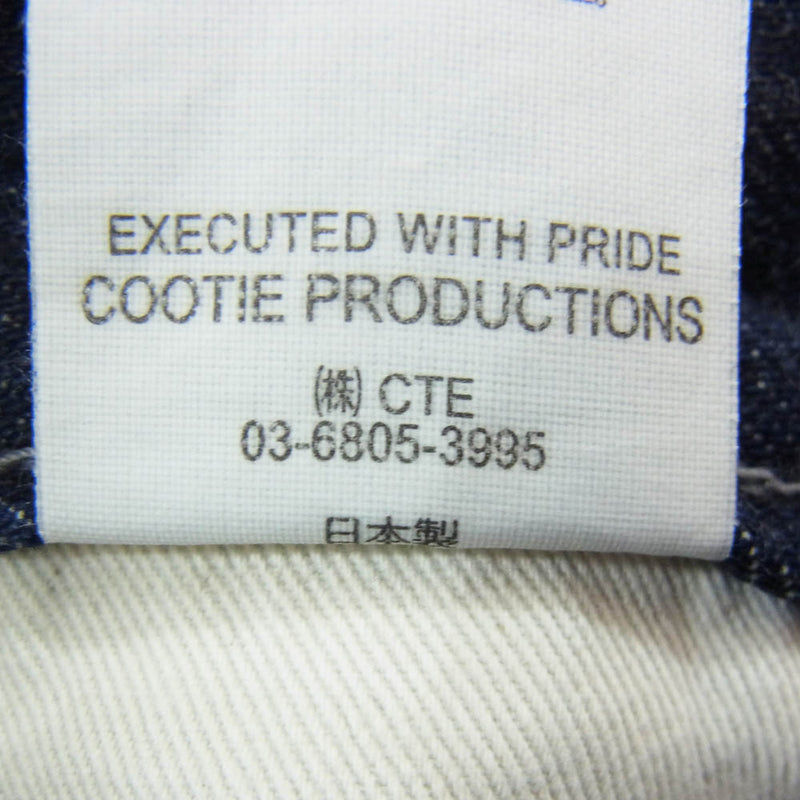 EXECUTED WITH PRIDE
COOTIE PRODUCTIONS
㈱ CTE
03-6805-3995
日本製